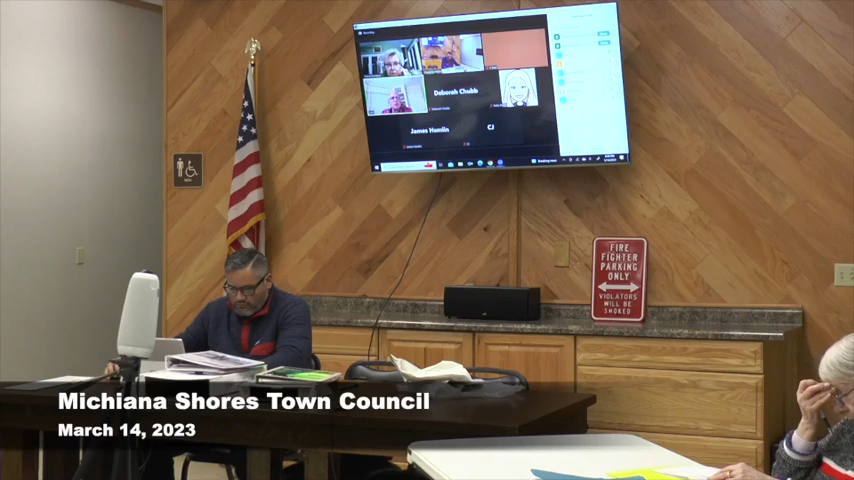 Deborah Chubb
James Hamlin
CJ
MEN
FIRE
FIGHTER
PARKING
ONLY
VIOLATORS
WILL BE
SMOKED
Michiana Shores Town Council
March 14, 2023